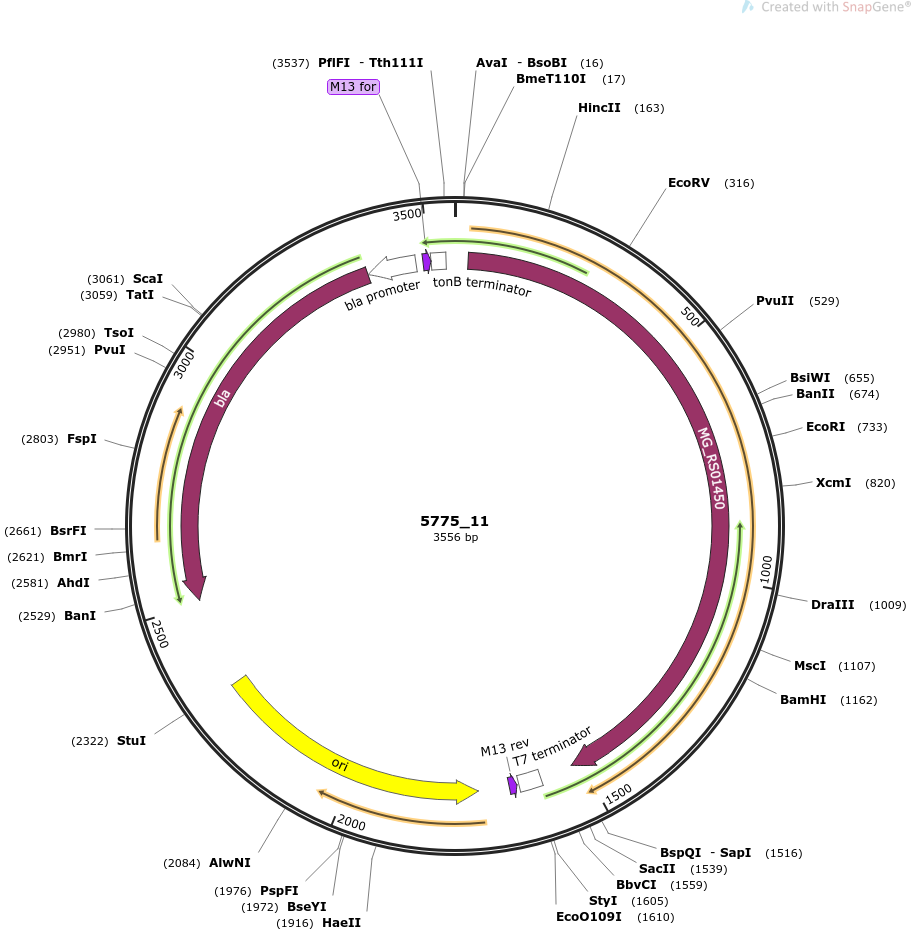 Created with SnapGene®
(3537) PflFI - Tth111I
M13 for
AvaI - BsoBI (16)
BmeT110I (17)
HincII (163)
EcoRV (316)
PvuII (529)
BsiWI (655)
BanII (674)
EcoRI (733)
XcmI (820)
DraIII (1009)
MscI (1107)
BamHI (1162)
BspQI - SapI (1516)
SacII (1539)
BbvCI (1559)
StyI (1605)
EcoO109I (1610)
(1916) HaeII
(1972) BseYI
(1976) PspFI
(2084) AlwNI
(2322) StuI
(2529) BanI
(2581) AhdI
(2621) BmrI
(2661) BsrFI
(2803) FspI
(2951) PvuI
(2980) TsoI
(3059) TatI
(3061) ScaI
3500
500
1000
1500
2000
2500
3000
bla promoter
tonB terminator
MG_RS01450
bla
M13 rev
T7 terminator
ori
5775_11
3556 bp